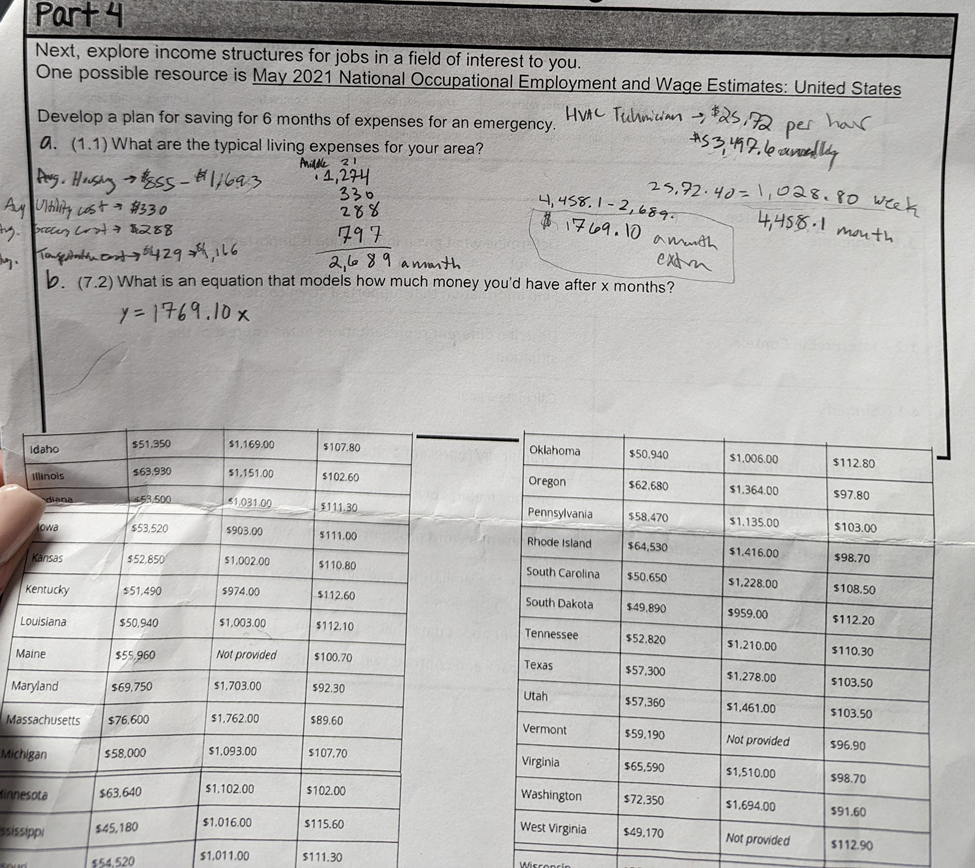 Part 4
Next, explore income structures for jobs in a field of interest to you.
One possible resource is May 2021 National Occupational Employment and Wage Estimates: United States
Develop a plan for saving for 6 months of expenses for an emergency.
HVAC Technician → $25.72 per hour
$53,497.6 annually
a. (1.1) What are the typical living expenses for your area?
Avg. Housing → $855 - $1,693
Utility cost → $330
Grocery cost → $288
→ $429 → $1,166
Middle
1,274
330
288
797
2,689 a month
25.72 · 40 = 1,028.80 week
4,458.1 month
4,458.1 - 2,689.
$1769.10 a month
extra
b. (7.2) What is an equation that models how much money you'd have after x months?
y = 1769.10 x
Idaho $51,350 $1,169.00 $107.80
Illinois $63,930 $1,151.00 $102.60
diana $53,500 $1,031.00 $111.30
Iowa $53,520 $903.00 $111.00
Kansas $52,850 $1,002.00 $110.80
Kentucky $51,490 $974.00 $112.60
Louisiana $50,940 $1,003.00 $112.10
Maine $55,960 Not provided $100.70
Maryland $69,750 $1,703.00 $92.30
Massachusetts $76,600 $1,762.00 $89.60
Michigan $58,000 $1,093.00 $107.70
innesota $63,640 $1,102.00 $102.00
ssissippi $45,180 $1,016.00 $115.60
$54,520 $1,011.00 $111.30
Oklahoma $50,940 $1,006.00 $112.80
Oregon $62,680 $1,364.00 $97.80
Pennsylvania $58,470 $1,135.00 $103.00
Rhode Island $64,530 $1,416.00 $98.70
South Carolina $50,650 $1,228.00 $108.50
South Dakota $49,890 $959.00 $112.20
Tennessee $52,820 $1,210.00 $110.30
Texas $57,300 $1,278.00 $103.50
Utah $57,360 $1,461.00 $103.50
Vermont $59,190 Not provided $96.90
Virginia $65,590 $1,510.00 $98.70
Washington $72,350 $1,694.00 $91.60
West Virginia $49,170 Not provided $112.90
Wisconsin